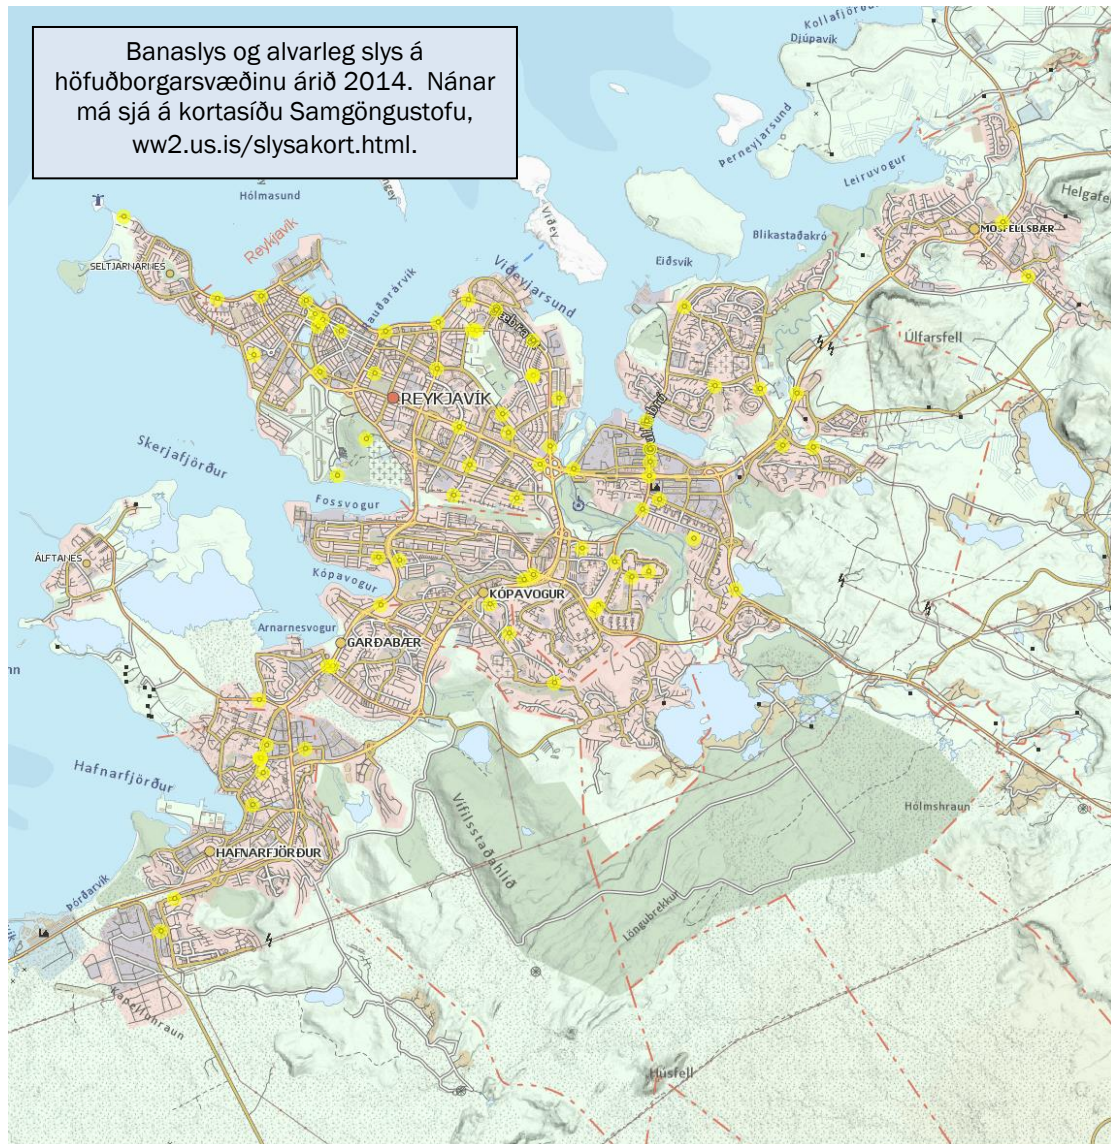 Banaslys og alvarleg slys á
höfuðborgarsvæðinu árið 2014. Nánar
má sjá á kortasíðu Samgöngustofu,
ww2.us.is/slysakort.html.
Kollafjörður
Djúpavík
Þerneyjarsund
Leiruvogur
Helgafe
Hólmasund
Viðey
Blikastaðakró
MOSFELLSBÆR
Reykjavík
SELTJARNARNES
Eiðsvík
Viðeyjarsund
Rauðarárvík
Úlfarsfell
REYKJAVÍK
Skerjafjörður
Fossvogur
ÁLFTANES
Kópavogur
KÓPAVOGUR
Arnarnesvogur
GARÐABÆR
Hafnarfjörður
Vífilsstaðahlíð
Hólmshraun
HAFNARFJÖRÐUR
Þórðarvík
Löngubrekkur
Kapelluhraun
Húsfell